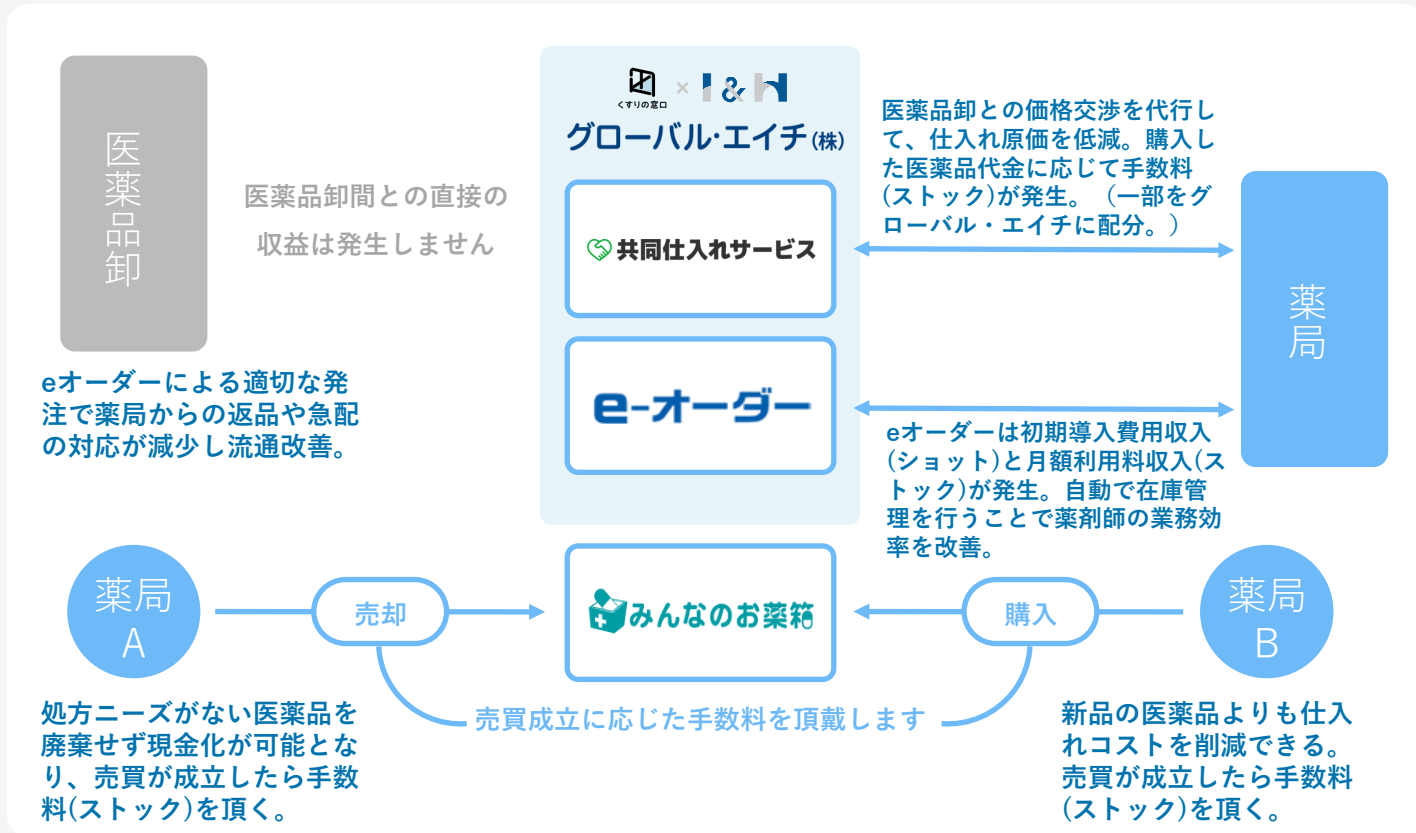 医薬品卸
医薬品卸間との直接の
収益は発生しません
eオーダーによる適切な発
注で薬局からの返品や急配
の対応が減少し流通改善。
くすりの窓口
×
I&H
グローバル・エイチ(株)
共同仕入れサービス
e-オーダー
医薬品卸との価格交渉を代行し
て、仕入れ原価を低減。購入し
た医薬品代金に応じて手数料
(ストック)が発生。（一部をグ
ローバル・エイチに配分。）
薬局
eオーダーは初期導入費用収入
(ショット)と月額利用料収入(ス
トック)が発生。自動で在庫管
理を行うことで薬剤師の業務効
率を改善。
薬局
A
売却
みんなのお薬箱
購入
薬局
B
売買成立に応じた手数料を頂戴します
処方ニーズがない医薬品を
廃棄せず現金化が可能とな
り、売買が成立したら手数
料(ストック)を頂く。
新品の医薬品よりも仕入
れコストを削減できる。
売買が成立したら手数料
(ストック)を頂く。